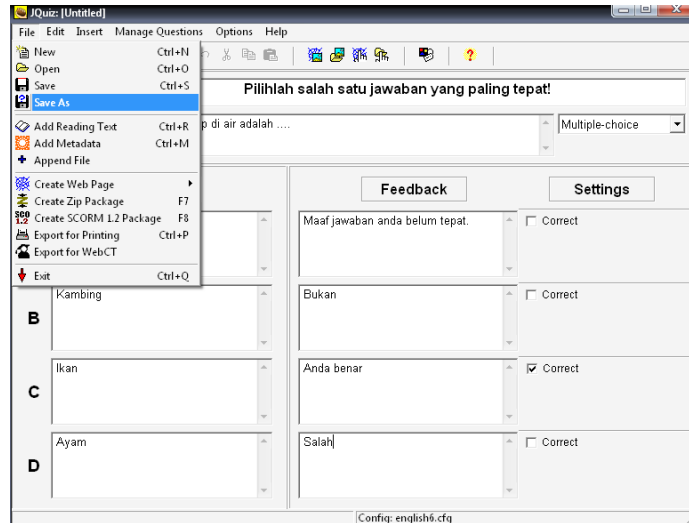 JQuiz: [Untitled]
File Edit Insert Manage Questions Options Help
New Ctrl+N
Open Ctrl+O
Save Ctrl+S
Save As
Add Reading Text Ctrl+R
Add Metadata Ctrl+M
Append File
Create Web Page
Create Zip Package F7
SCO 1.2 Create SCORM 1.2 Package F8
Export for Printing Ctrl+P
Export for WebCT
Exit Ctrl+Q
?
Pilihlah salah satu jawaban yang paling tepat!
p di air adalah ....
Multiple-choice
Feedback Settings
Maaf jawaban anda belum tepat. Correct
B Kambing Bukan Correct
C Ikan Anda benar Correct
D Ayam Salah Correct
Config: english6.cfg